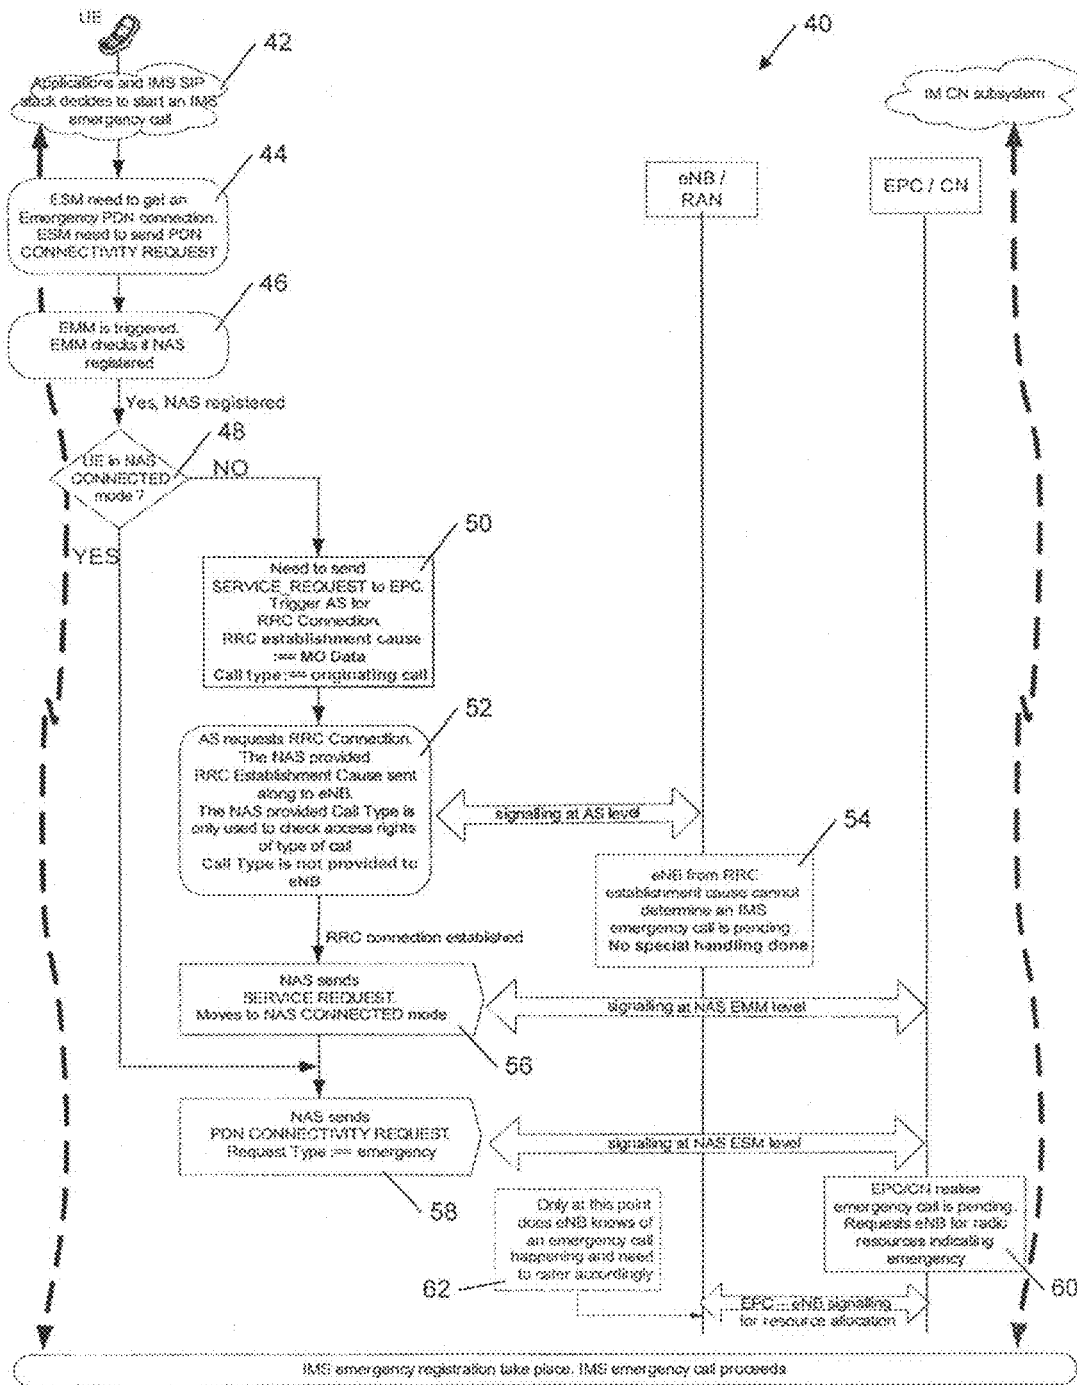 UE
40
42
Applications and IMS SIP
stack decides to start an IMS
emergency call
IM CN subsystem
44
ESM need to get an
Emergency PDN connection.
ESM need to send PDN
CONNECTIVITY REQUEST
eNB /
RAN
EPC / CN
46
EMM is triggered.
EMM checks if NAS
registered
Yes, NAS registered
48
UE in NAS
CONNECTED
mode ?
NO
YES
50
Need to send
SERVICE_REQUEST to EPC.
Trigger AS for
RRC Connection.
RRC establishment cause
:== MO Data
Call type :== originating call
52
AS requests RRC Connection.
The NAS provided
RRC Establishment Cause sent
along to eNB.
The NAS provided Call Type is
only used to check access rights
of type of call
Call Type is not provided to
eNB
signalling at AS level
54
eNB from RRC
establishment cause cannot
determine an IMS
emergency call is pending.
No special handling done
RRC connection established
NAS sends
SERVICE REQUEST.
Moves to NAS CONNECTED mode
signalling at NAS EMM level
56
NAS sends
PDN CONNECTIVITY REQUEST.
Request Type :== emergency
signalling at NAS ESM level
58
EPC/CN realise
emergency call is pending.
Requests eNB for radio
resources indicating
emergency
60
Only at this point
does eNB knows of
an emergency call
happening and need
to cater accordingly
62
EPC - eNB signalling
for resource allocation
IMS emergency registration take place. IMS emergency call proceeds